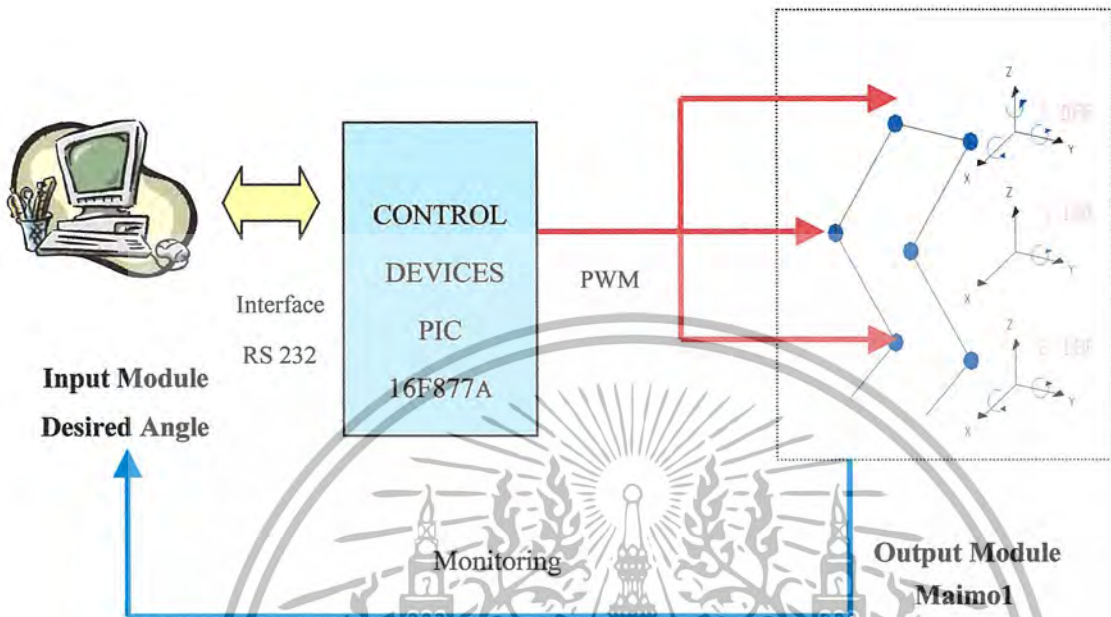 Input Module
Desired Angle
Interface
RS 232
CONTROL
DEVICES
PIC
16F877A
PWM
Z
Y
X
Z
Y
X
Z
Y
X
Monitoring
Output Module
Maimo1